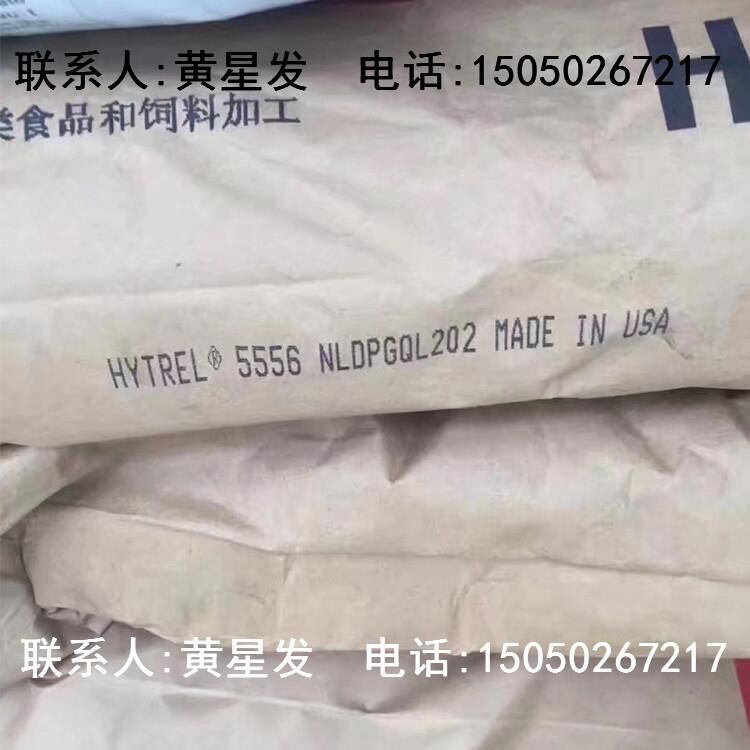 联系人:黄星发 电话:15050267217
类食品和饲料加工
H
HYTREL® 5556 NLDPGQL202 MADE IN USA
联系人:黄星发 电话:15050267217